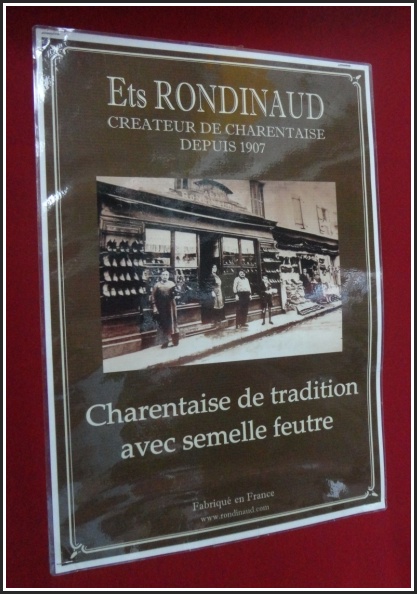 Ets RONDINAUD
CREATEUR DE CHARENTAISE
DEPUIS 1907
Charentaise de tradition
avec semelle feutre
Fabriqué en France
www.rondinaud.com